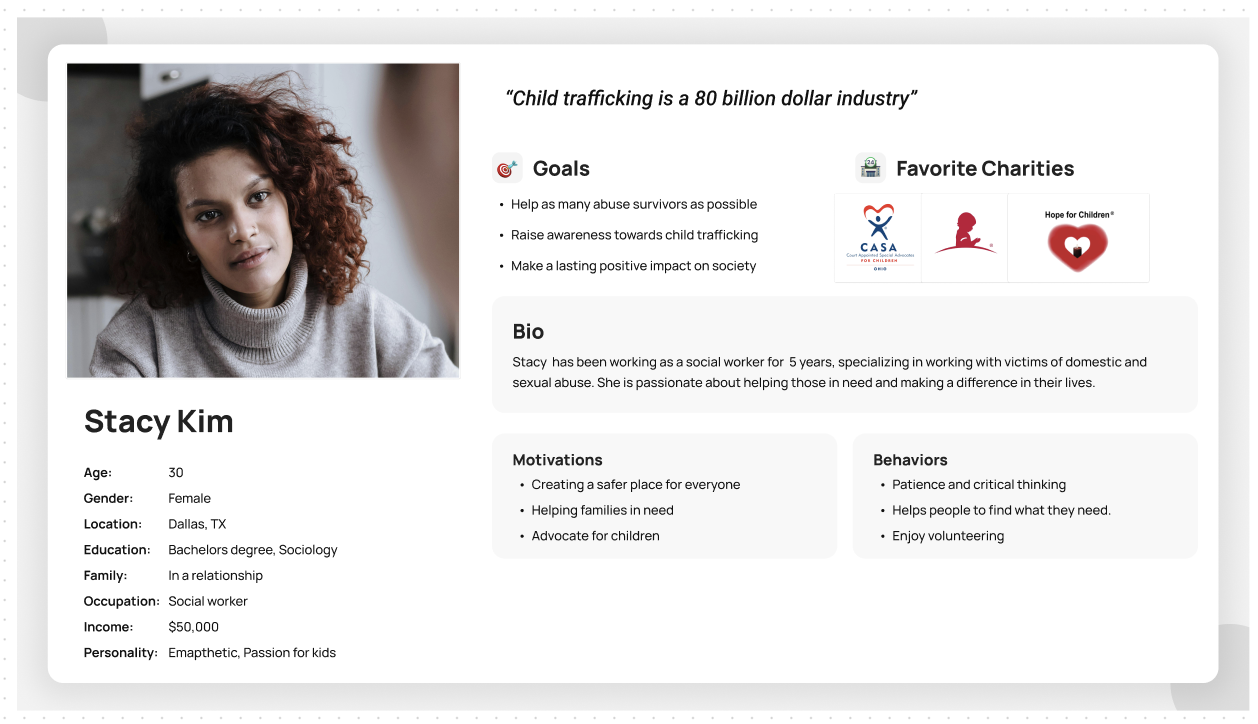 “Child trafficking is a 80 billion dollar industry”
Goals
• Help as many abuse survivors as possible
• Raise awareness towards child trafficking
• Make a lasting positive impact on society
24
Favorite Charities
CASA
Court Appointed Special Advocates
FOR CHILDREN
OHIO
®
Hope for Children®
Bio
Stacy has been working as a social worker for 5 years, specializing in working with victims of domestic and
sexual abuse. She is passionate about helping those in need and making a difference in their lives.
Stacy Kim
Age: 30
Gender: Female
Location: Dallas, TX
Education: Bachelors degree, Sociology
Family: In a relationship
Occupation: Social worker
Income: $50,000
Personality: Emapthetic, Passion for kids
Motivations
• Creating a safer place for everyone
• Helping families in need
• Advocate for children
Behaviors
• Patience and critical thinking
• Helps people to find what they need.
• Enjoy volunteering